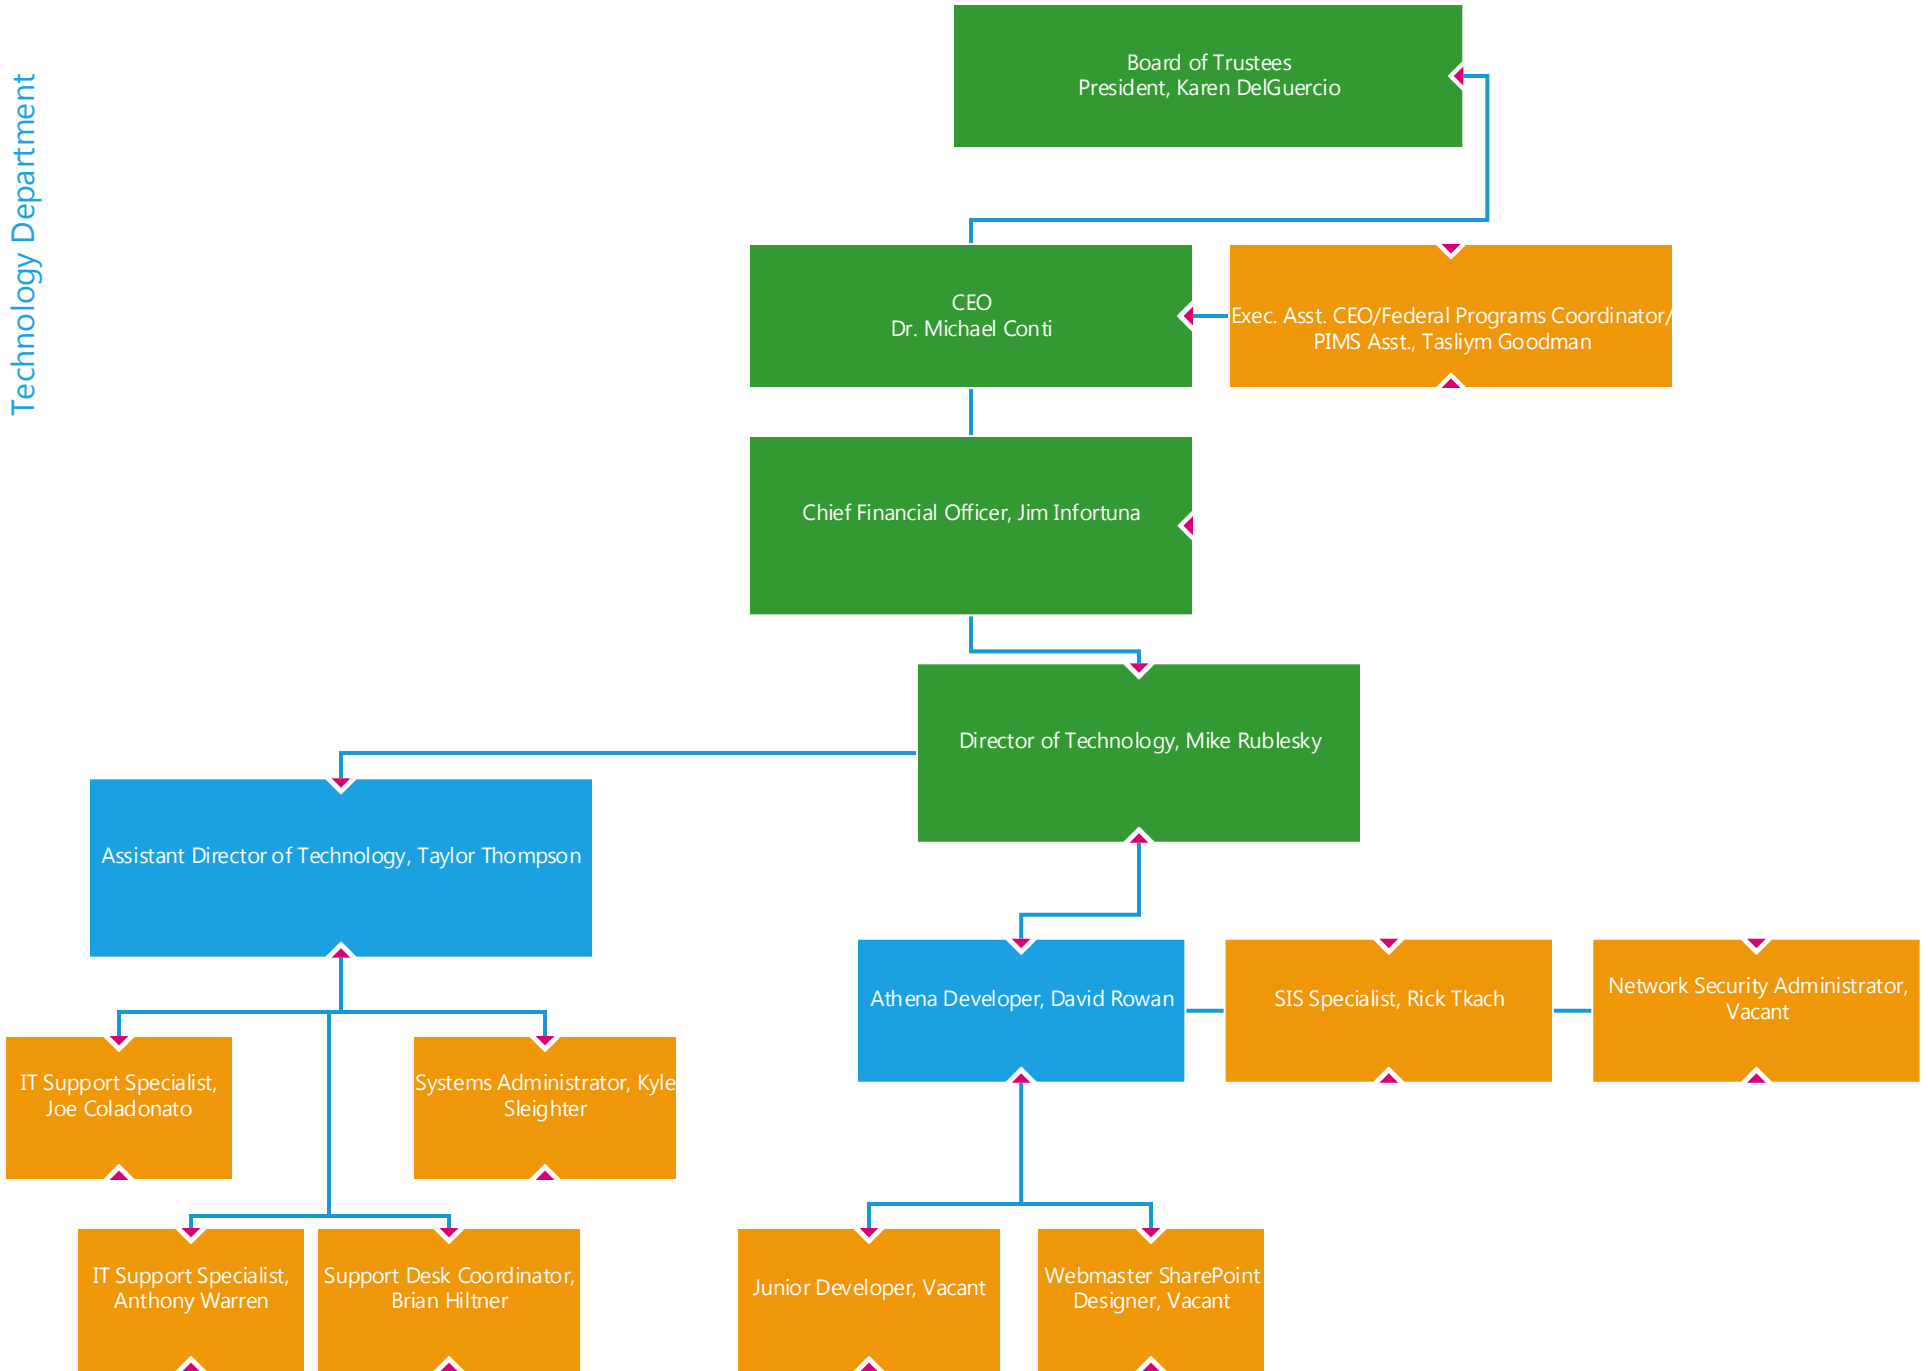 Technology Department
Board of Trustees
President, Karen DelGuercio
CEO
Dr. Michael Conti
Exec. Asst. CEO/Federal Programs Coordinator/
PIMS Asst., Tasliym Goodman
Chief Financial Officer, Jim Infortuna
Director of Technology, Mike Rublesky
Assistant Director of Technology, Taylor Thompson
Athena Developer, David Rowan
SIS Specialist, Rick Tkach
Network Security Administrator,
Vacant
IT Support Specialist,
Joe Coladonato
Systems Administrator, Kyle
Sleighter
IT Support Specialist,
Anthony Warren
Support Desk Coordinator,
Brian Hiltner
Junior Developer, Vacant
Webmaster SharePoint
Designer, Vacant